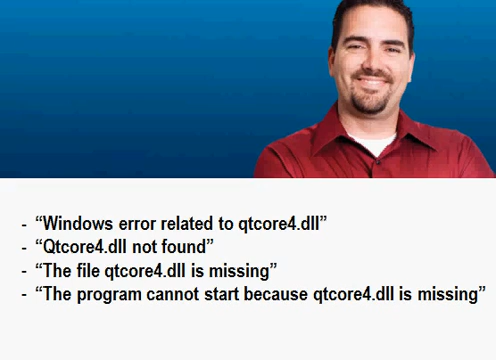 - “Windows error related to qtcore4.dll”
- “Qtcore4.dll not found”
- “The file qtcore4.dll is missing”
- “The program cannot start because qtcore4.dll is missing”